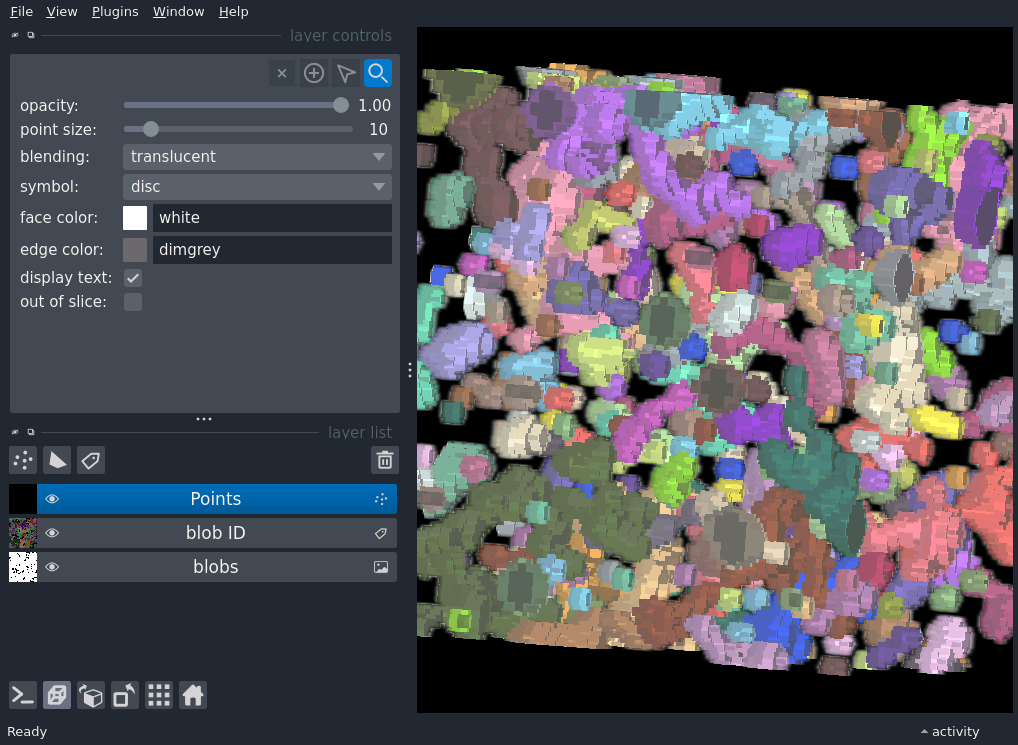 File View Plugins Window Help
layer controls
opacity: 1.00
point size: 10
blending: translucent
symbol: disc
face color: white
edge color: dimgrey
display text:
out of slice:
layer list
Points
blob ID
blobs
Ready activity